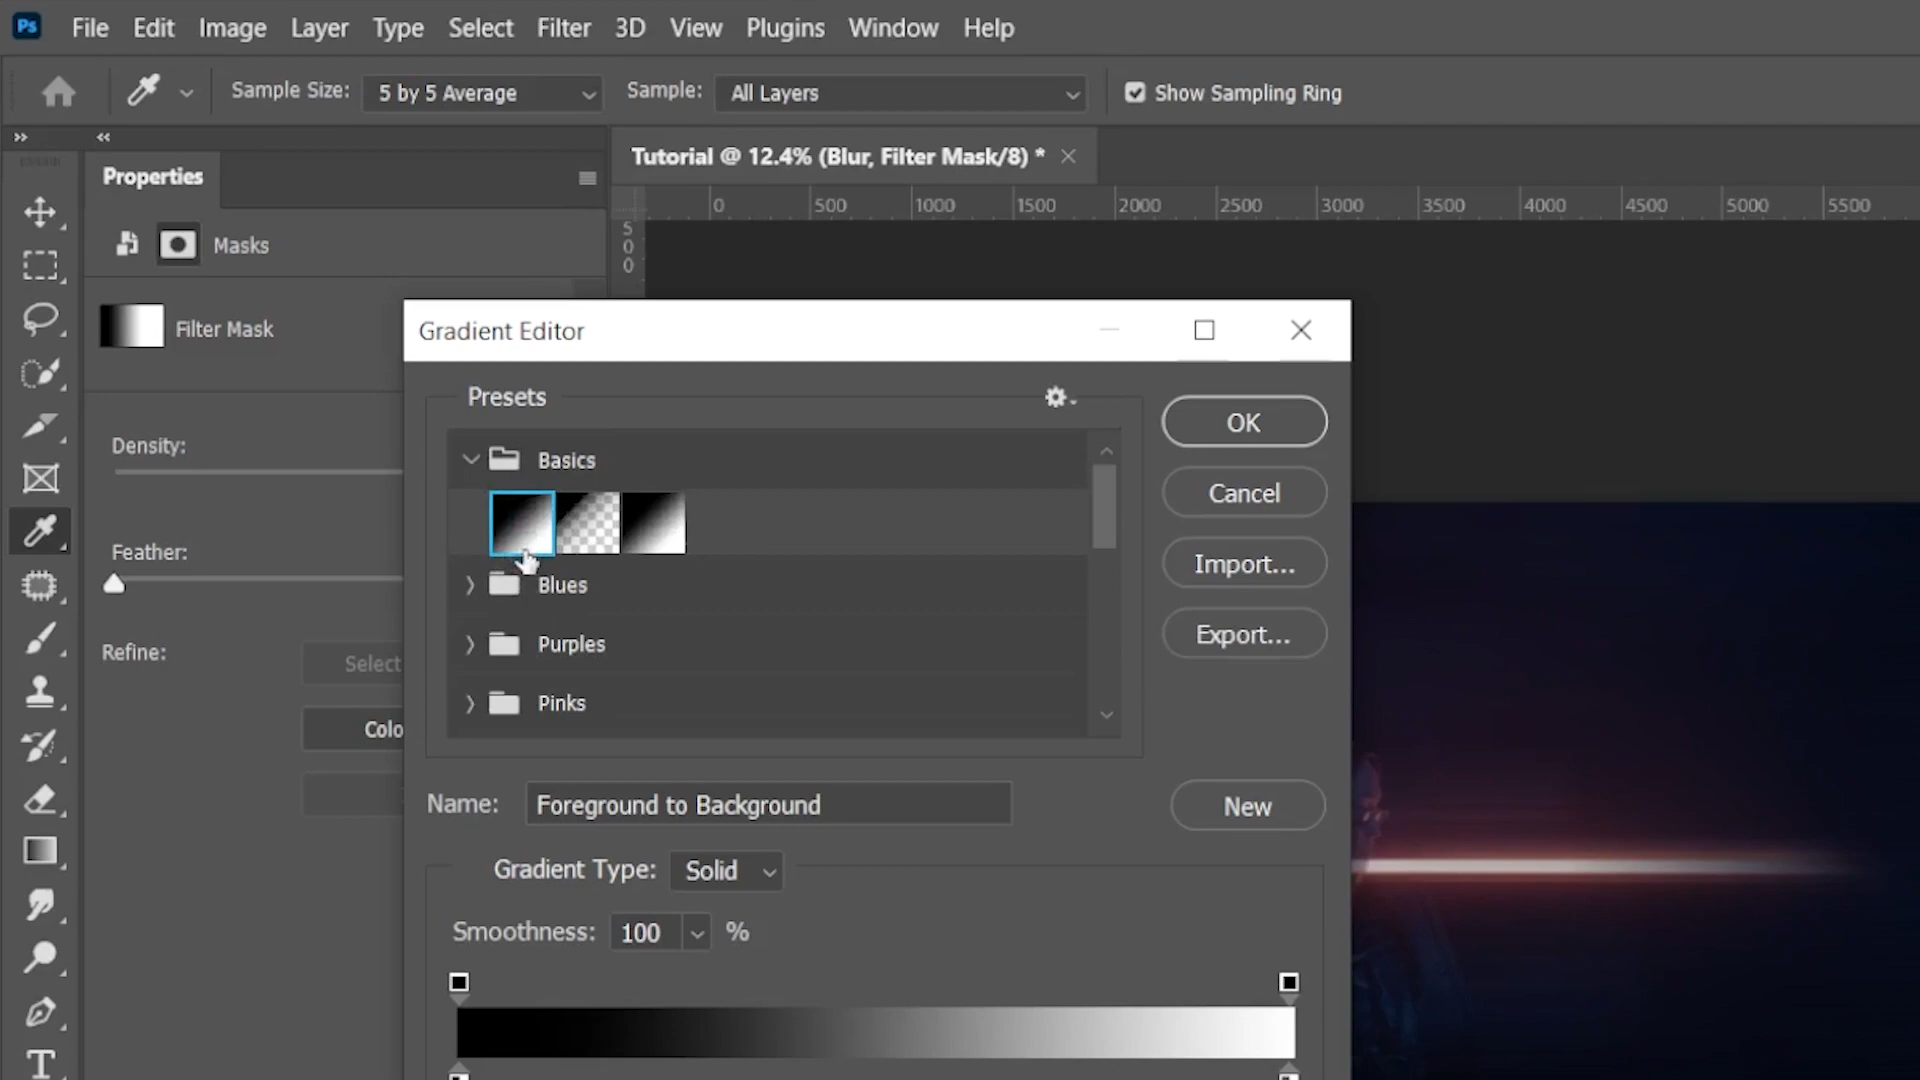 Ps File Edit Image Layer Type Select Filter 3D View Plugins Window Help
Sample Size: 5 by 5 Average Sample: All Layers Show Sampling Ring
Properties
Tutorial @ 12.4% (Blur, Filter Mask/8) *
0 500 1000 1500 2000 2500 3000 3500 4000 4500 5000 5500
500
Masks
Filter Mask
Gradient Editor
Presets
OK
Density:
Basics
Cancel
Feather:
Import...
Blues
Export...
Refine:
Select
Purples
Pinks
Colo
Name: Foreground to Background
New
Gradient Type: Solid
Smoothness: 100 %
T